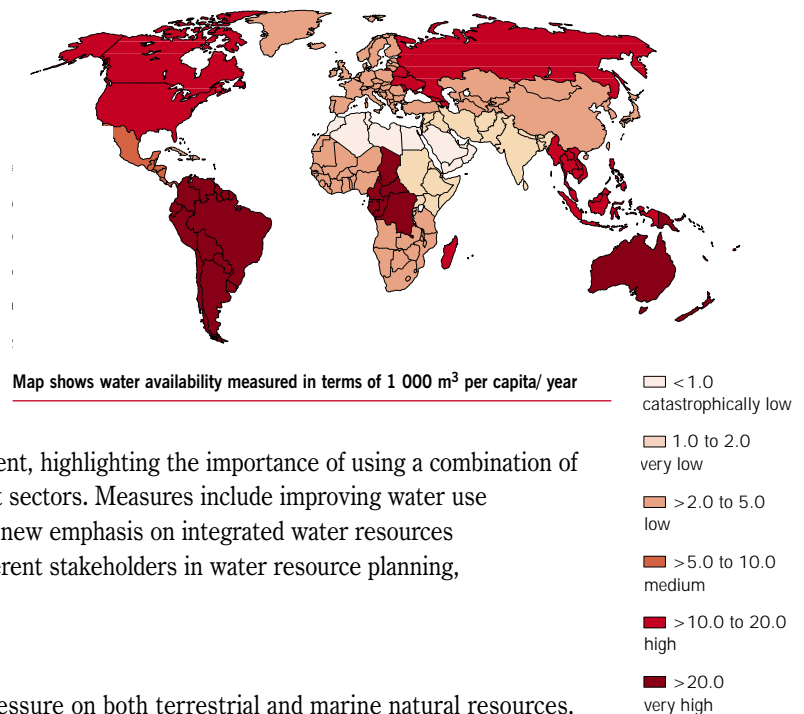 Map shows water availability measured in terms of 1 000 m³ per capita/ year
<1.0
catastrophically low
1.0 to 2.0
very low
>2.0 to 5.0
low
>5.0 to 10.0
medium
>10.0 to 20.0
high
>20.0
very high
ent, highlighting the importance of using a combination of
t sectors. Measures include improving water use
new emphasis on integrated water resources
erent stakeholders in water resource planning,
essure on both terrestrial and marine natural resources.